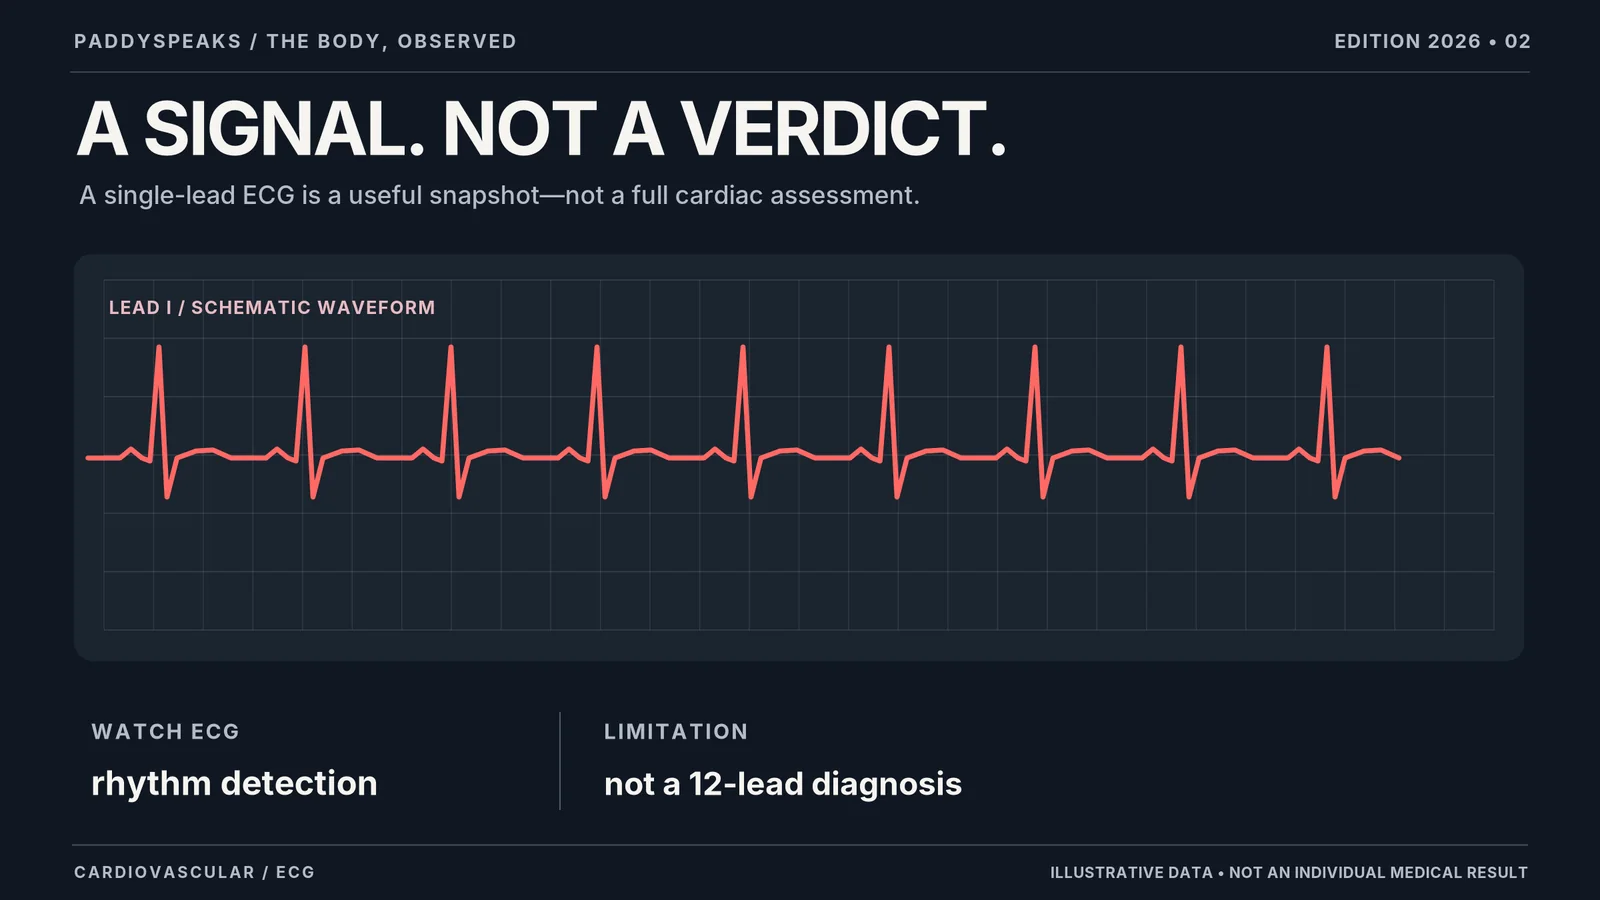 PADDYSPEAKS / THE BODY, OBSERVED
EDITION 2026 • 02
A SIGNAL. NOT A VERDICT.
A single-lead ECG is a useful snapshot—not a full cardiac assessment.
LEAD I / SCHEMATIC WAVEFORM
WATCH ECG
rhythm detection
LIMITATION
not a 12-lead diagnosis
CARDIOVASCULAR / ECG
ILLUSTRATIVE DATA • NOT AN INDIVIDUAL MEDICAL RESULT